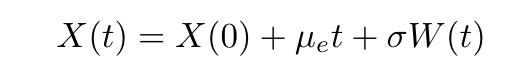 X(t) = X(0) + μ_e t + σW(t)